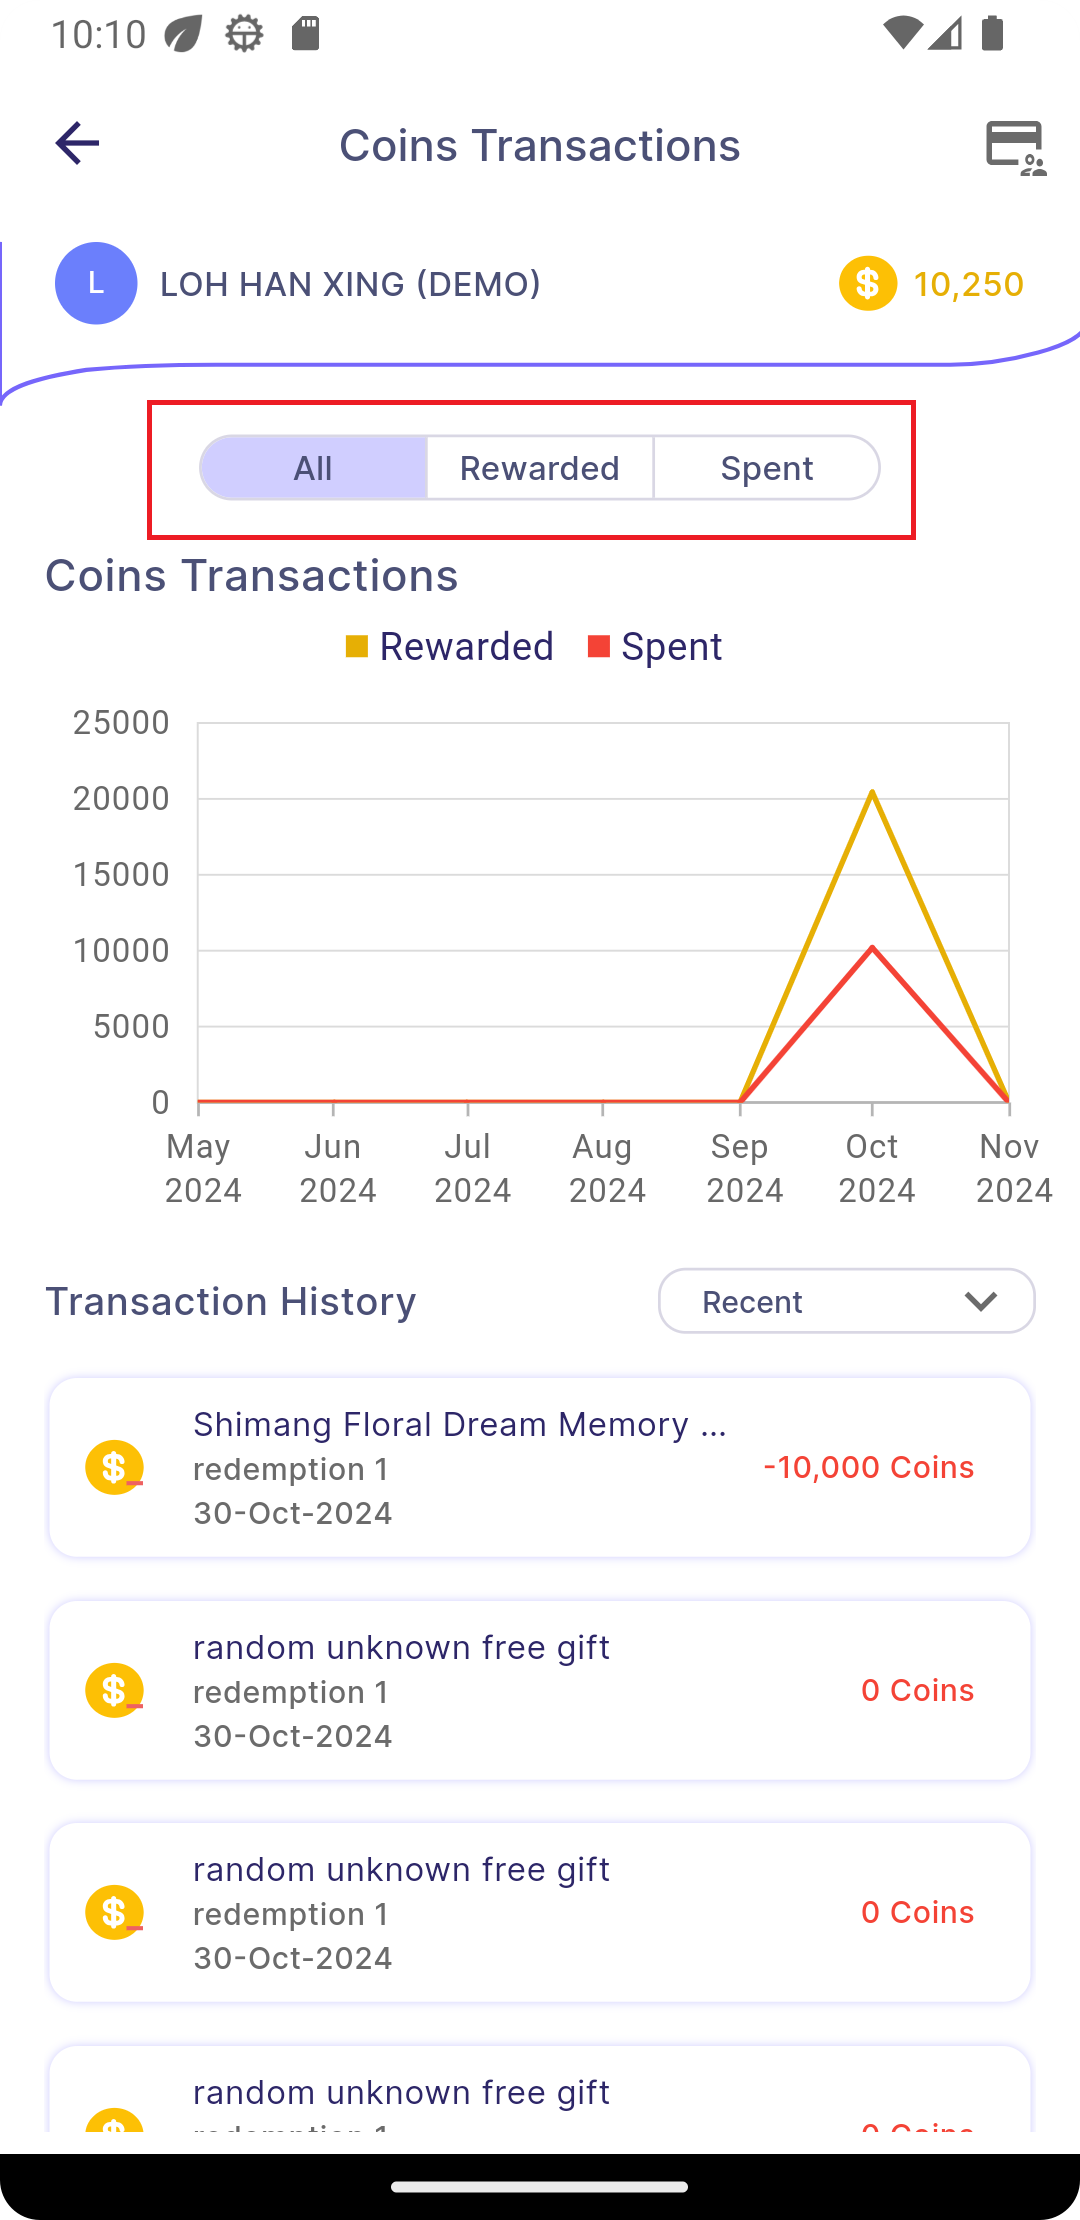 10:10
Coins Transactions
L LOH HAN XING (DEMO) $ 10,250
All Rewarded Spent
Coins Transactions
Rewarded Spent
25000
20000
15000
10000
5000
0
May Jun Jul Aug Sep Oct Nov
2024 2024 2024 2024 2024 2024 2024
Transaction History Recent
Shimang Floral Dream Memory ...
redemption 1
30-Oct-2024
$ -10,000 Coins
random unknown free gift
redemption 1
30-Oct-2024
$ 0 Coins
random unknown free gift
redemption 1
30-Oct-2024
$ 0 Coins
random unknown free gift